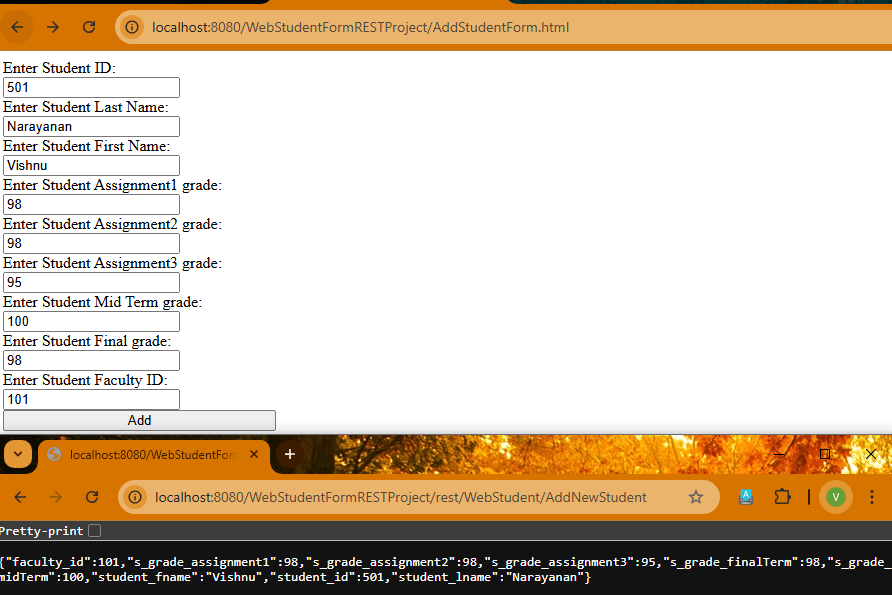 localhost:8080/WebStudentFormRESTProject/AddStudentForm.html
Enter Student ID:
501
Enter Student Last Name:
Narayanan
Enter Student First Name:
Vishnu
Enter Student Assignment1 grade:
98
Enter Student Assignment2 grade:
98
Enter Student Assignment3 grade:
95
Enter Student Mid Term grade:
100
Enter Student Final grade:
98
Enter Student Faculty ID:
101
Add
localhost:8080/WebStudentForm
localhost:8080/WebStudentFormRESTProject/rest/WebStudent/AddNewStudent
A
V
Pretty-print
{"faculty_id":101,"s_grade_assignment1":98,"s_grade_assignment2":98,"s_grade_assignment3":95,"s_grade_finalTerm":98,"s_grade_
midTerm":100,"student_fname":"Vishnu","student_id":501,"student_lname":"Narayanan"}